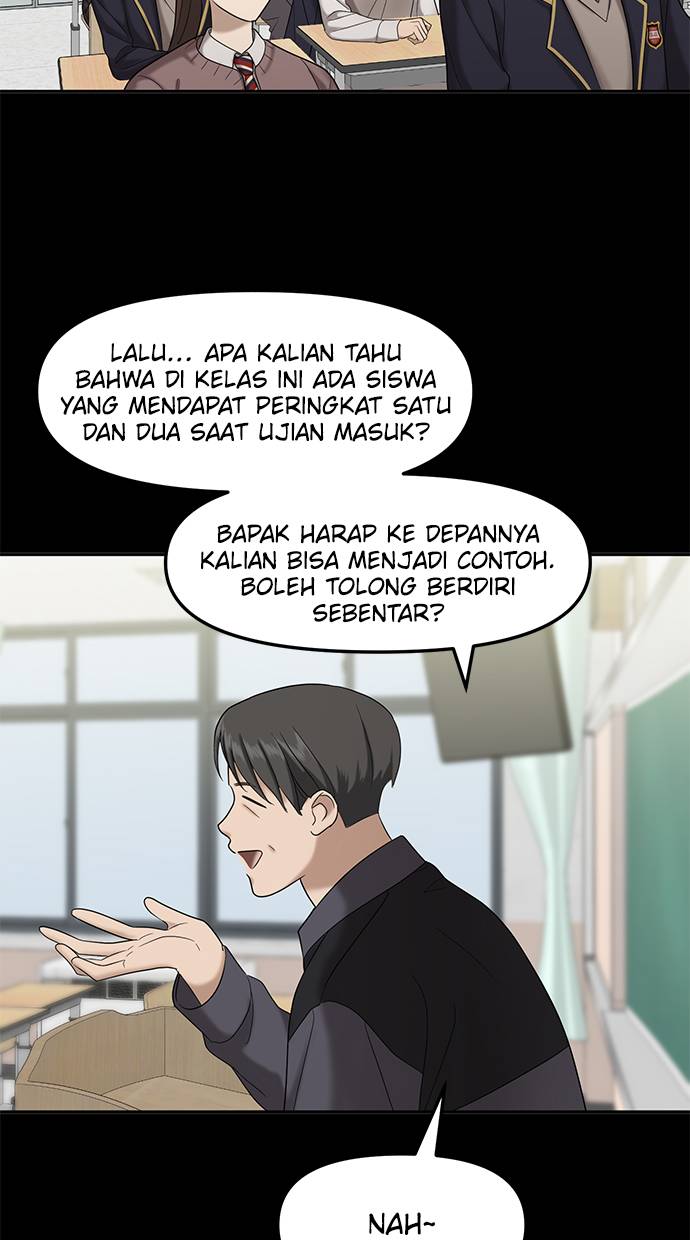 LALU... APA KALIAN TAHU
BAHWA DI KELAS INI ADA SISWA
YANG MENDAPAT PERINGKAT SATU
DAN DUA SAAT UJIAN MASUK?
BAPAK HARAP KE DEPANNYA
KALIAN BISA MENJADI CONTOH.
BOLEH TOLONG BERDIRI
SEBENTAR?
NAH~